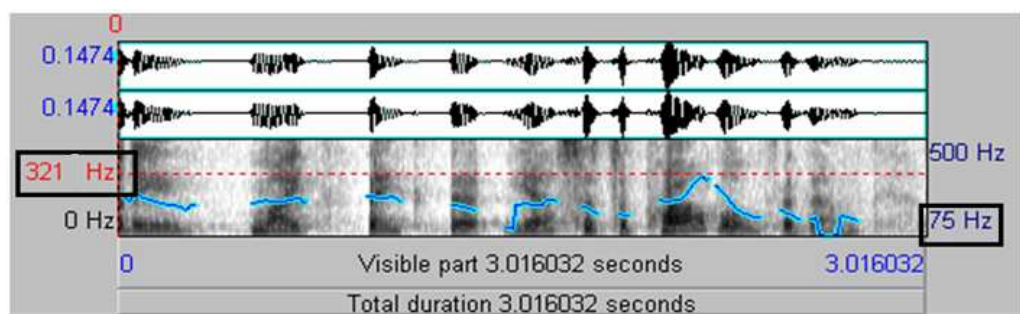 0
0.1474
0.1474
500 Hz
321 Hz
0 Hz
75 Hz
0 Visible part 3.016032 seconds 3.016032
Total duration 3.016032 seconds